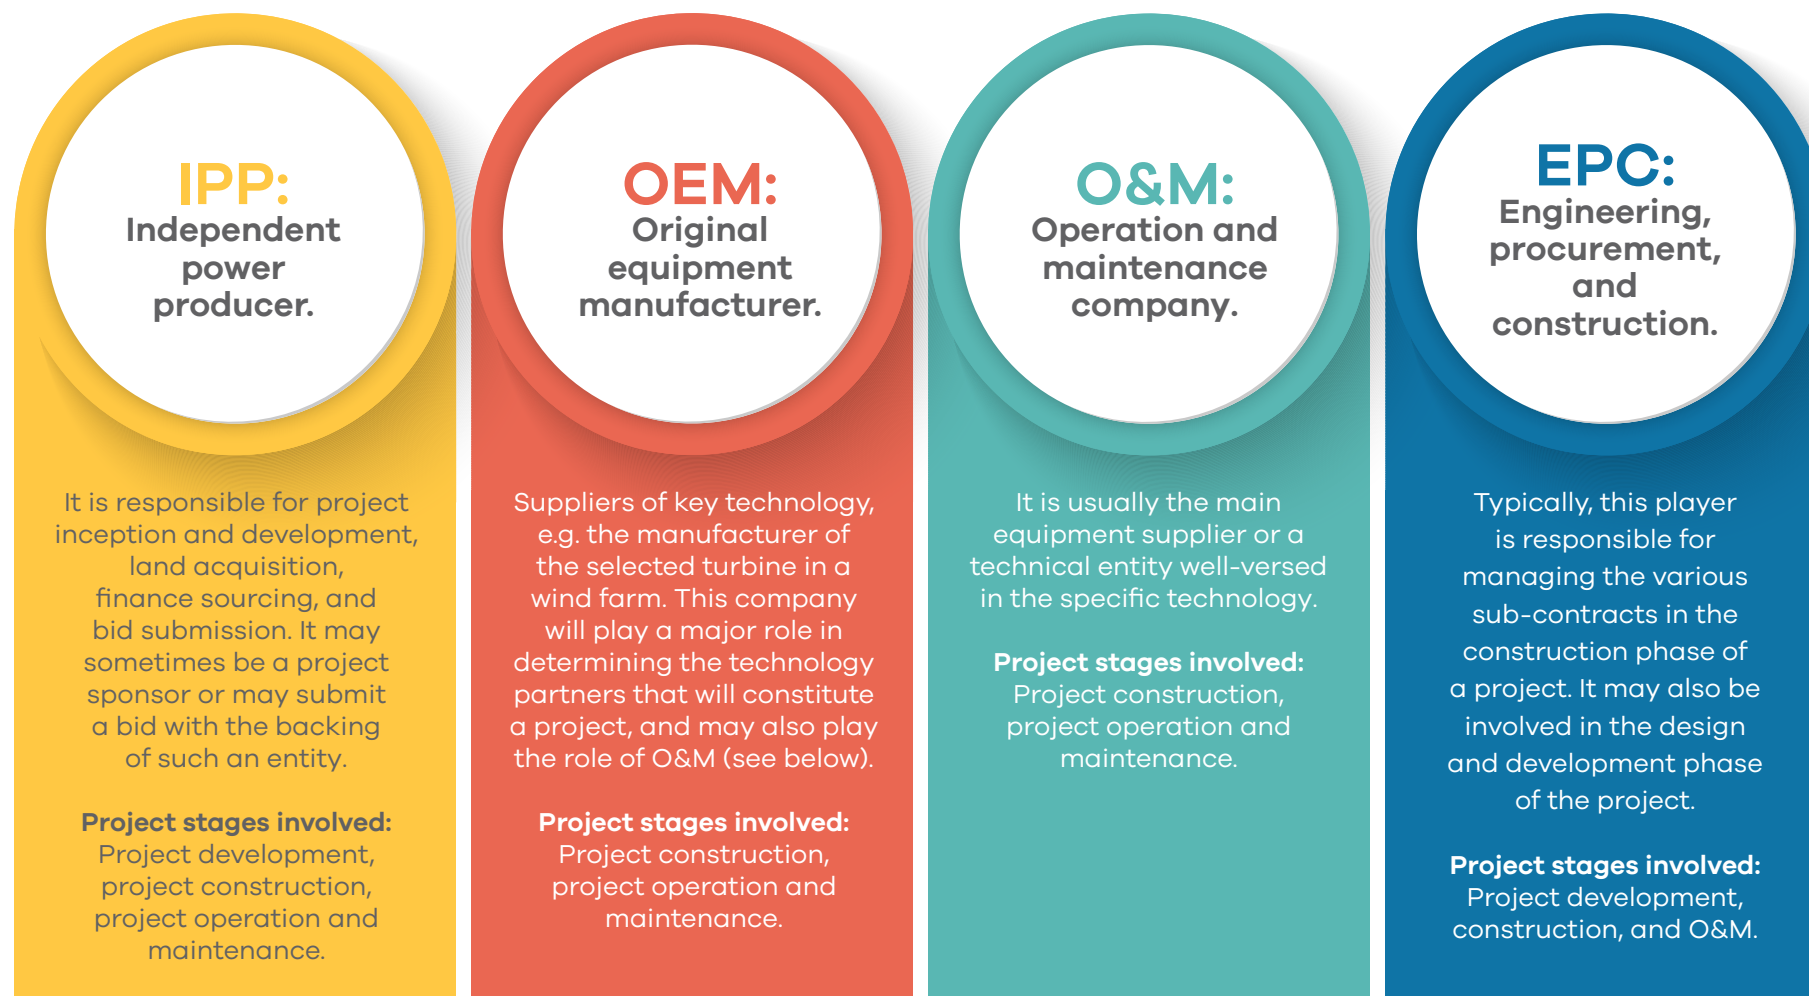 IPP:
Independent
power
producer.
It is responsible for project
inception and development,
land acquisition,
finance sourcing, and
bid submission. It may
sometimes be a project
sponsor or may submit
a bid with the backing
of such an entity.
Project stages involved:
Project development,
project construction,
project operation and
maintenance.
OEM:
Original
equipment
manufacturer.
Suppliers of key technology,
e.g. the manufacturer of
the selected turbine in a
wind farm. This company
will play a major role in
determining the technology
partners that will constitute
a project, and may also play
the role of O&M (see below).
Project stages involved:
Project construction,
project operation and
maintenance.
O&M:
Operation and
maintenance
company.
It is usually the main
equipment supplier or a
technical entity well-versed
in the specific technology.
Project stages involved:
Project construction,
project operation and
maintenance.
EPC:
Engineering,
procurement,
and
construction.
Typically, this player
is responsible for
managing the various
sub-contracts in the
construction phase of
a project. It may also be
involved in the design
and development phase
of the project.
Project stages involved:
Project development,
construction, and O&M.